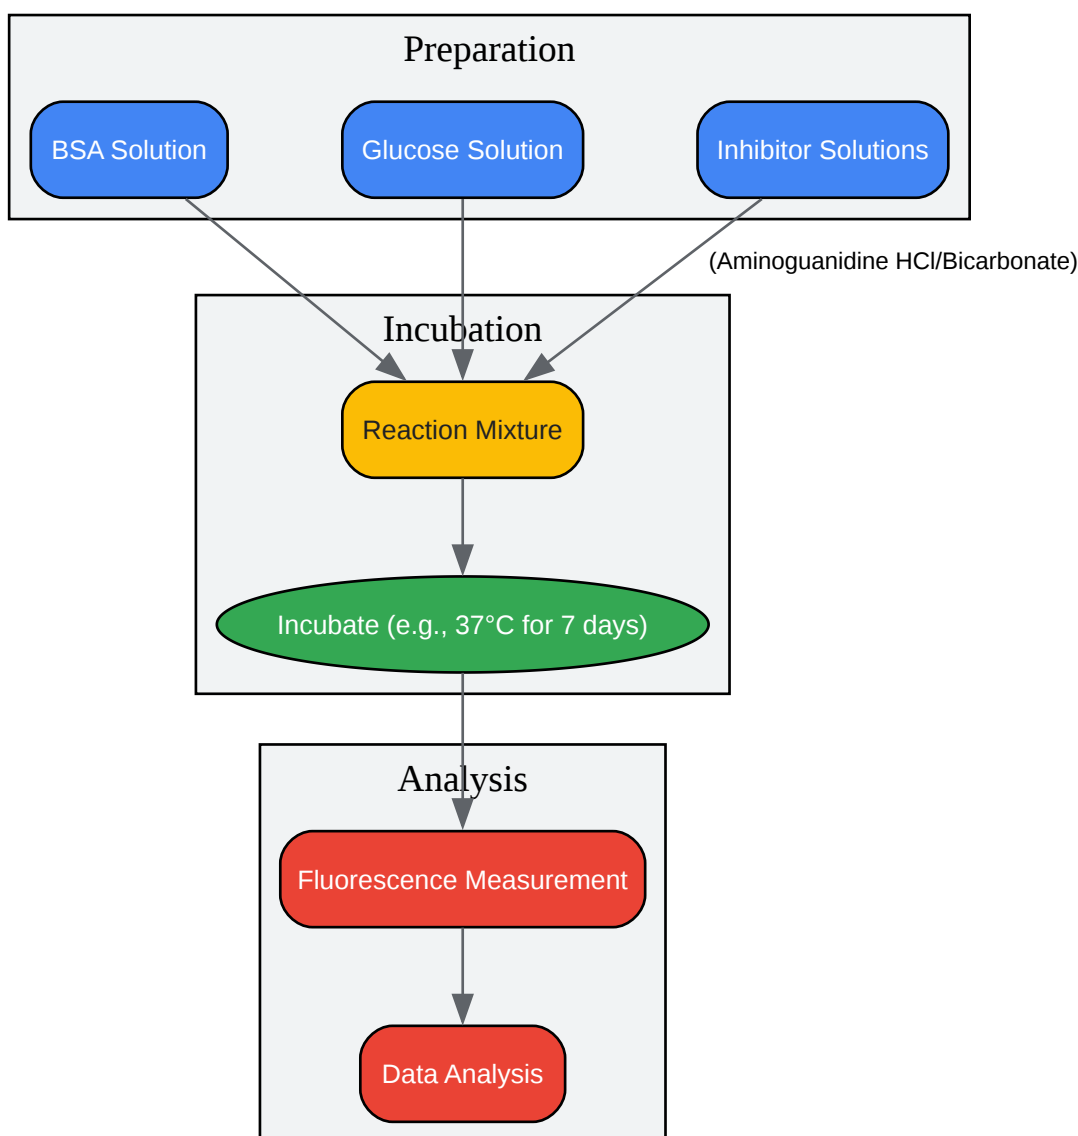 Preparation
BSA Solution
Glucose Solution
Inhibitor Solutions
(Aminoguanidine HCl/Bicarbonate)
Incubation
Reaction Mixture
Incubate (e.g., 37°C for 7 days)
Analysis
Fluorescence Measurement
Data Analysis